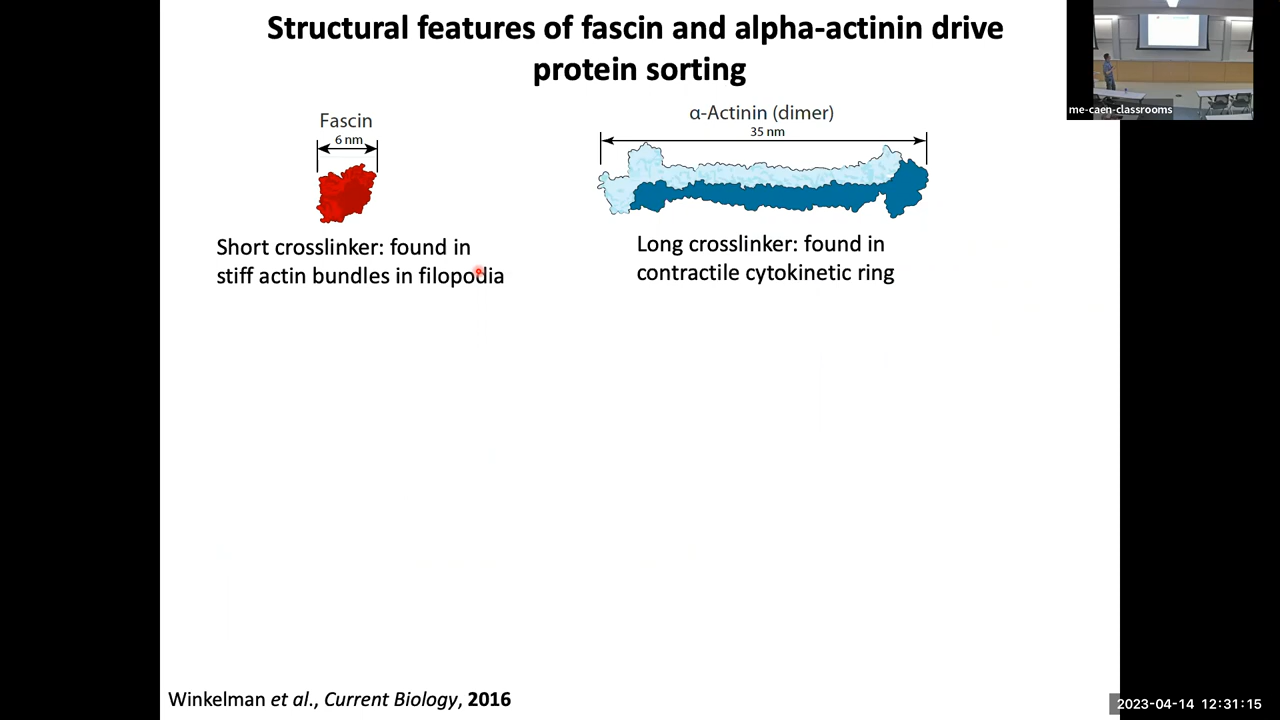 Structural features of fascin and alpha-actinin drive
protein sorting
me-caen-classrooms
Fascin
6 nm
α-Actinin (dimer)
35 nm
Short crosslinker: found in
stiff actin bundles in filopodia
Long crosslinker: found in
contractile cytokinetic ring
Winkelman et al., Current Biology, 2016
2023-04-14 12:31:15